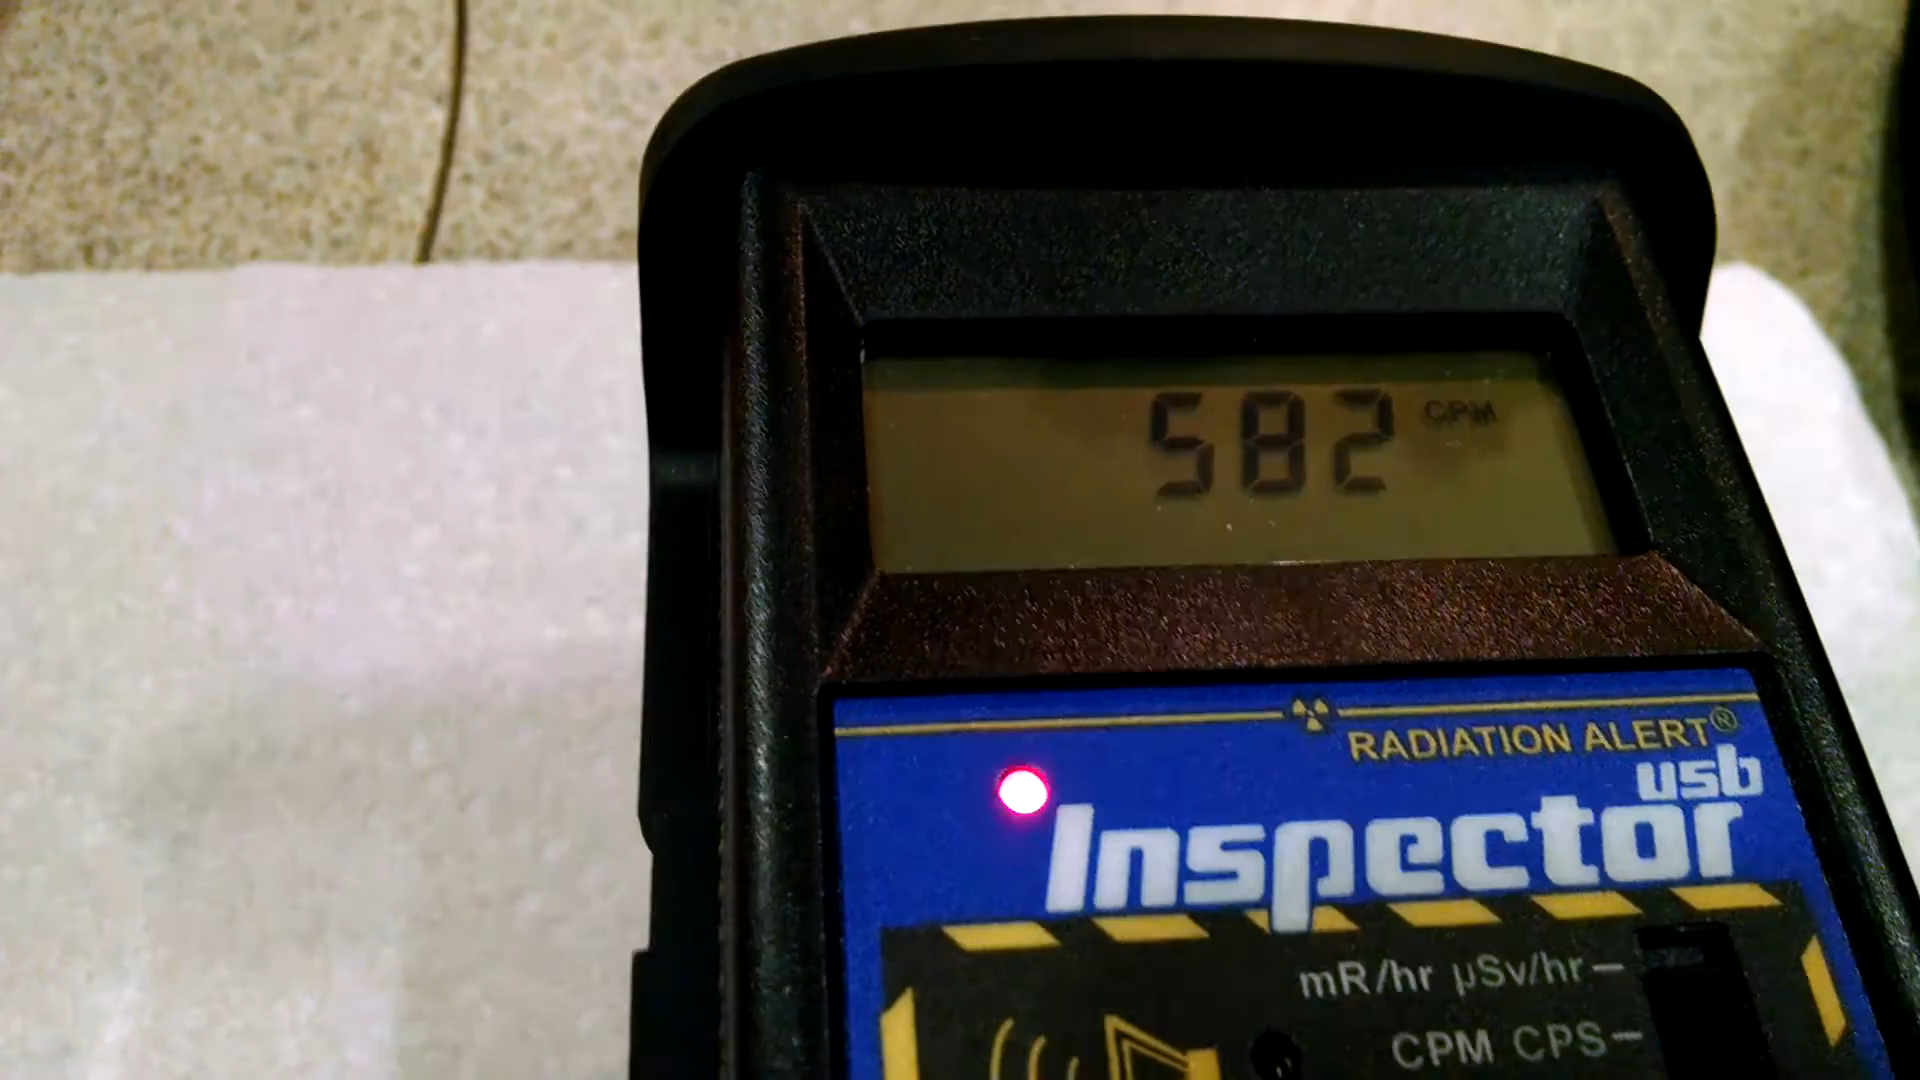 582 CPM
RADIATION ALERT®
usb
Inspector
mR/hr µSv/hr
CPM CPS